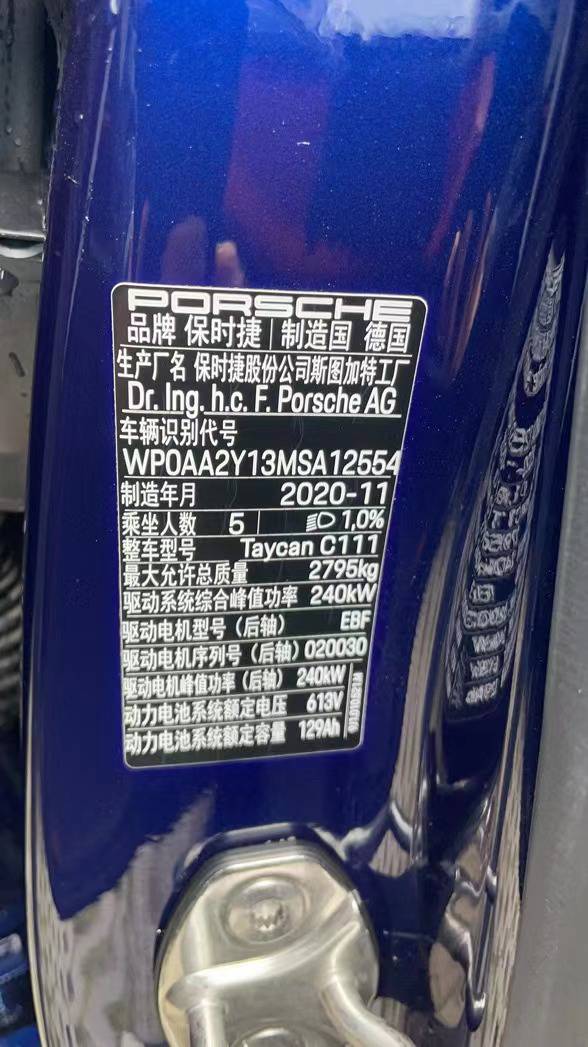 PORSCHE
品牌 保时捷 制造国 德国
生产厂名 保时捷股份公司斯图加特工厂
Dr. Ing. h.c. F. Porsche AG
车辆识别代号
WP0AA2Y13MSA12554
制造年月 2020-11
乘坐人数 5 1,0%
整车型号 Taycan C111
最大允许总质量 2795kg
驱动系统综合峰值功率 240kW
驱动电机型号（后轴） EBF
驱动电机序列号（后轴）020030
驱动电机峰值功率（后轴） 240kW
动力电池系统额定电压 613V
动力电池系统额定容量 129Ah